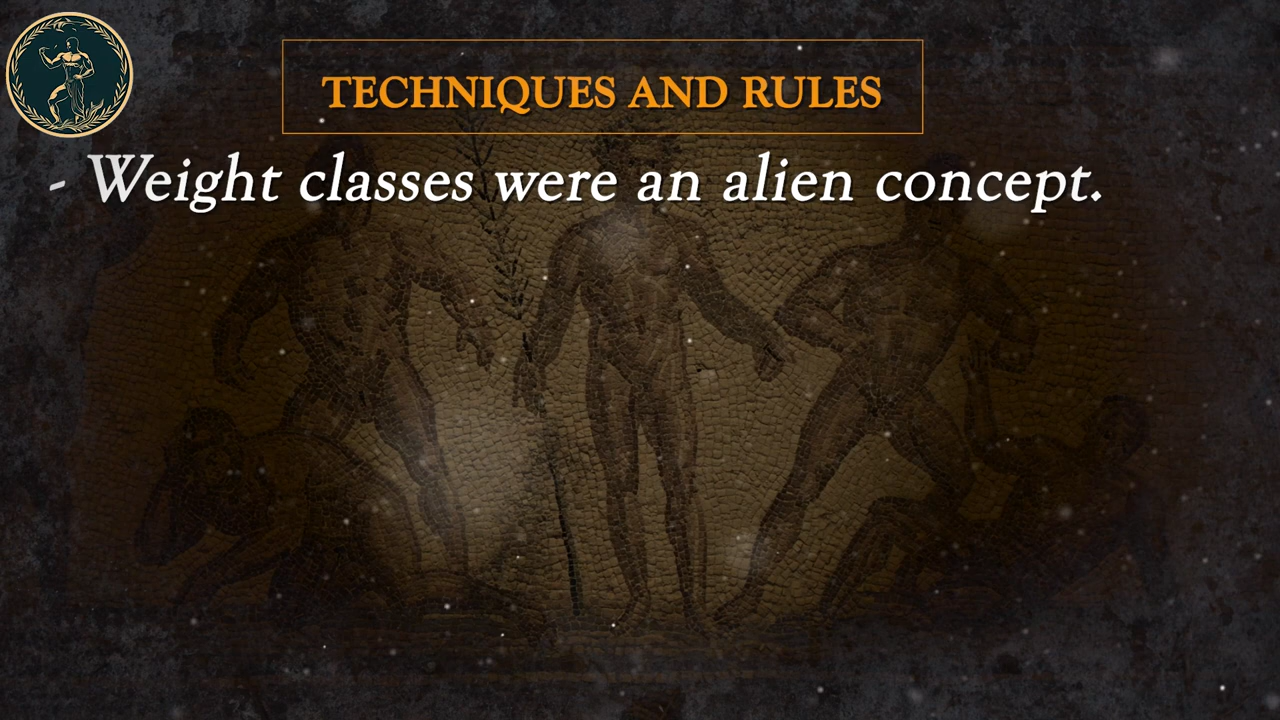 TECHNIQUES AND RULES
- Weight classes were an alien concept.